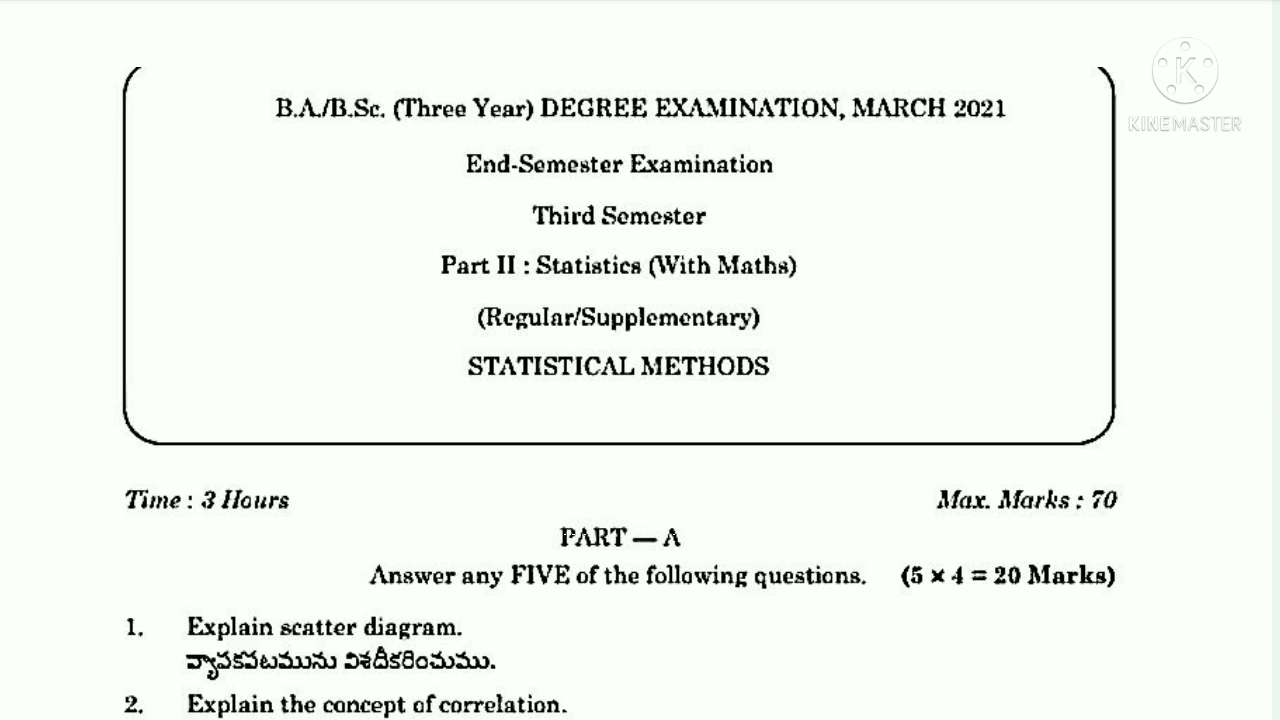 KINEMASTER
B.A./B.Sc. (Three Year) DEGREE EXAMINATION, MARCH 2021
End-Semester Examination
Third Semester
Part II : Statistics (With Maths)
(Regular/Supplementary)
STATISTICAL METHODS
Time : 3 Hours Max. Marks : 70
PART — A
Answer any FIVE of the following questions. (5 × 4 = 20 Marks)
1. Explain scatter diagram.
వ్యాపకపటమును విశదీకరించుము.
2. Explain the concept of correlation.